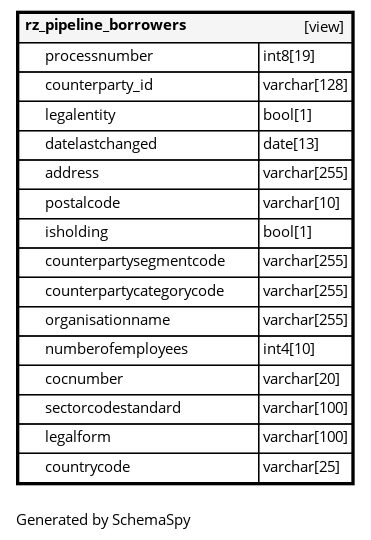 rz_pipeline_borrowers [view]
processnumber int8[19]
counterparty_id varchar[128]
legalentity bool[1]
datelastchanged date[13]
address varchar[255]
postalcode varchar[10]
isholding bool[1]
counterpartysegmentcode varchar[255]
counterpartycategorycode varchar[255]
organisationname varchar[255]
numberofemployees int4[10]
cocnumber varchar[20]
sectorcodestandard varchar[100]
legalform varchar[100]
countrycode varchar[25]
Generated by SchemaSpy